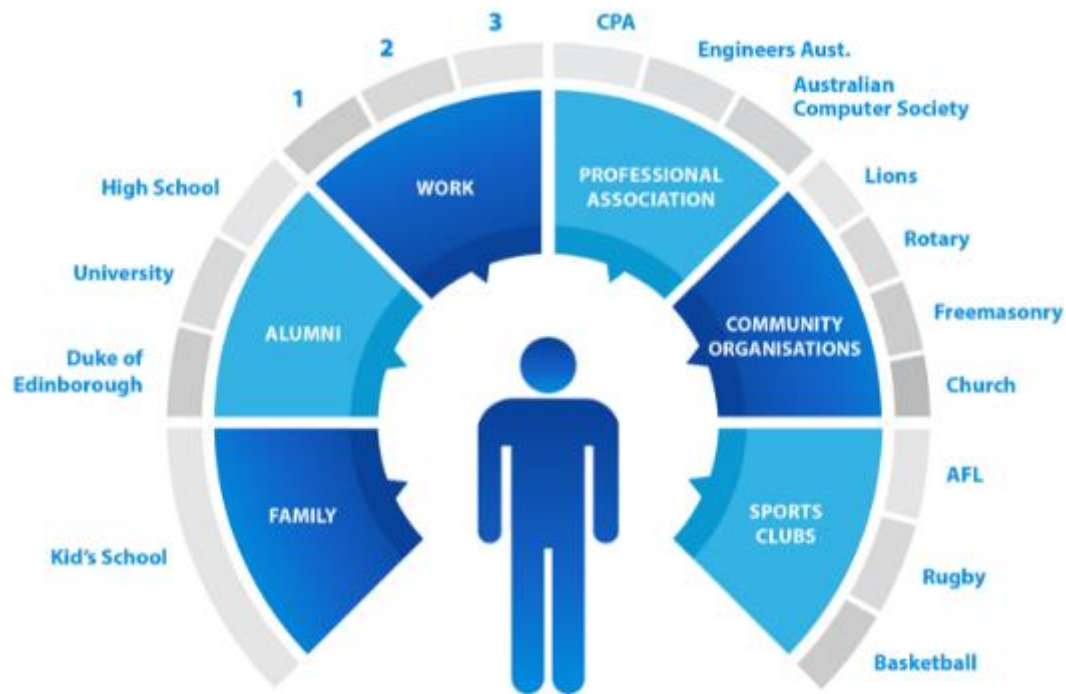 3
CPA
2
Engineers Aust.
1
Australian
Computer Society
High School
WORK
PROFESSIONAL
ASSOCIATION
Lions
University
Rotary
ALUMNI
COMMUNITY
ORGANISATIONS
Freemasonry
Duke of
Edinborough
Church
AFL
FAMILY
SPORTS
CLUBS
Kid's School
Rugby
Basketball